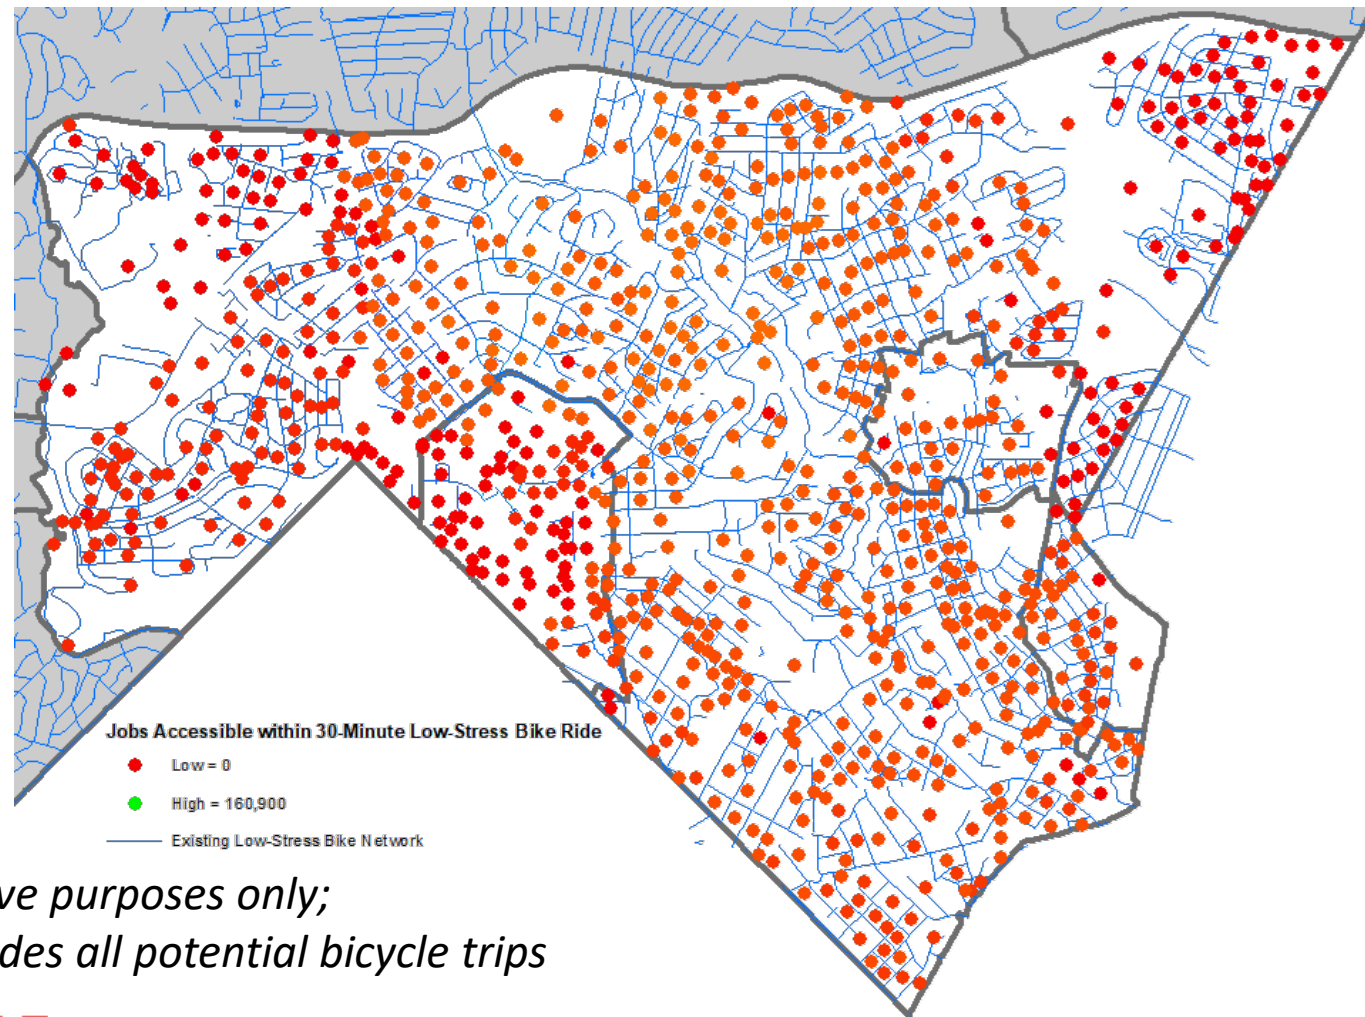 Jobs Accessible within 30-Minute Low-Stress Bike Ride
Low = 0
High = 160,900
Existing Low-Stress Bike Network
ve purposes only;
des all potential bicycle trips